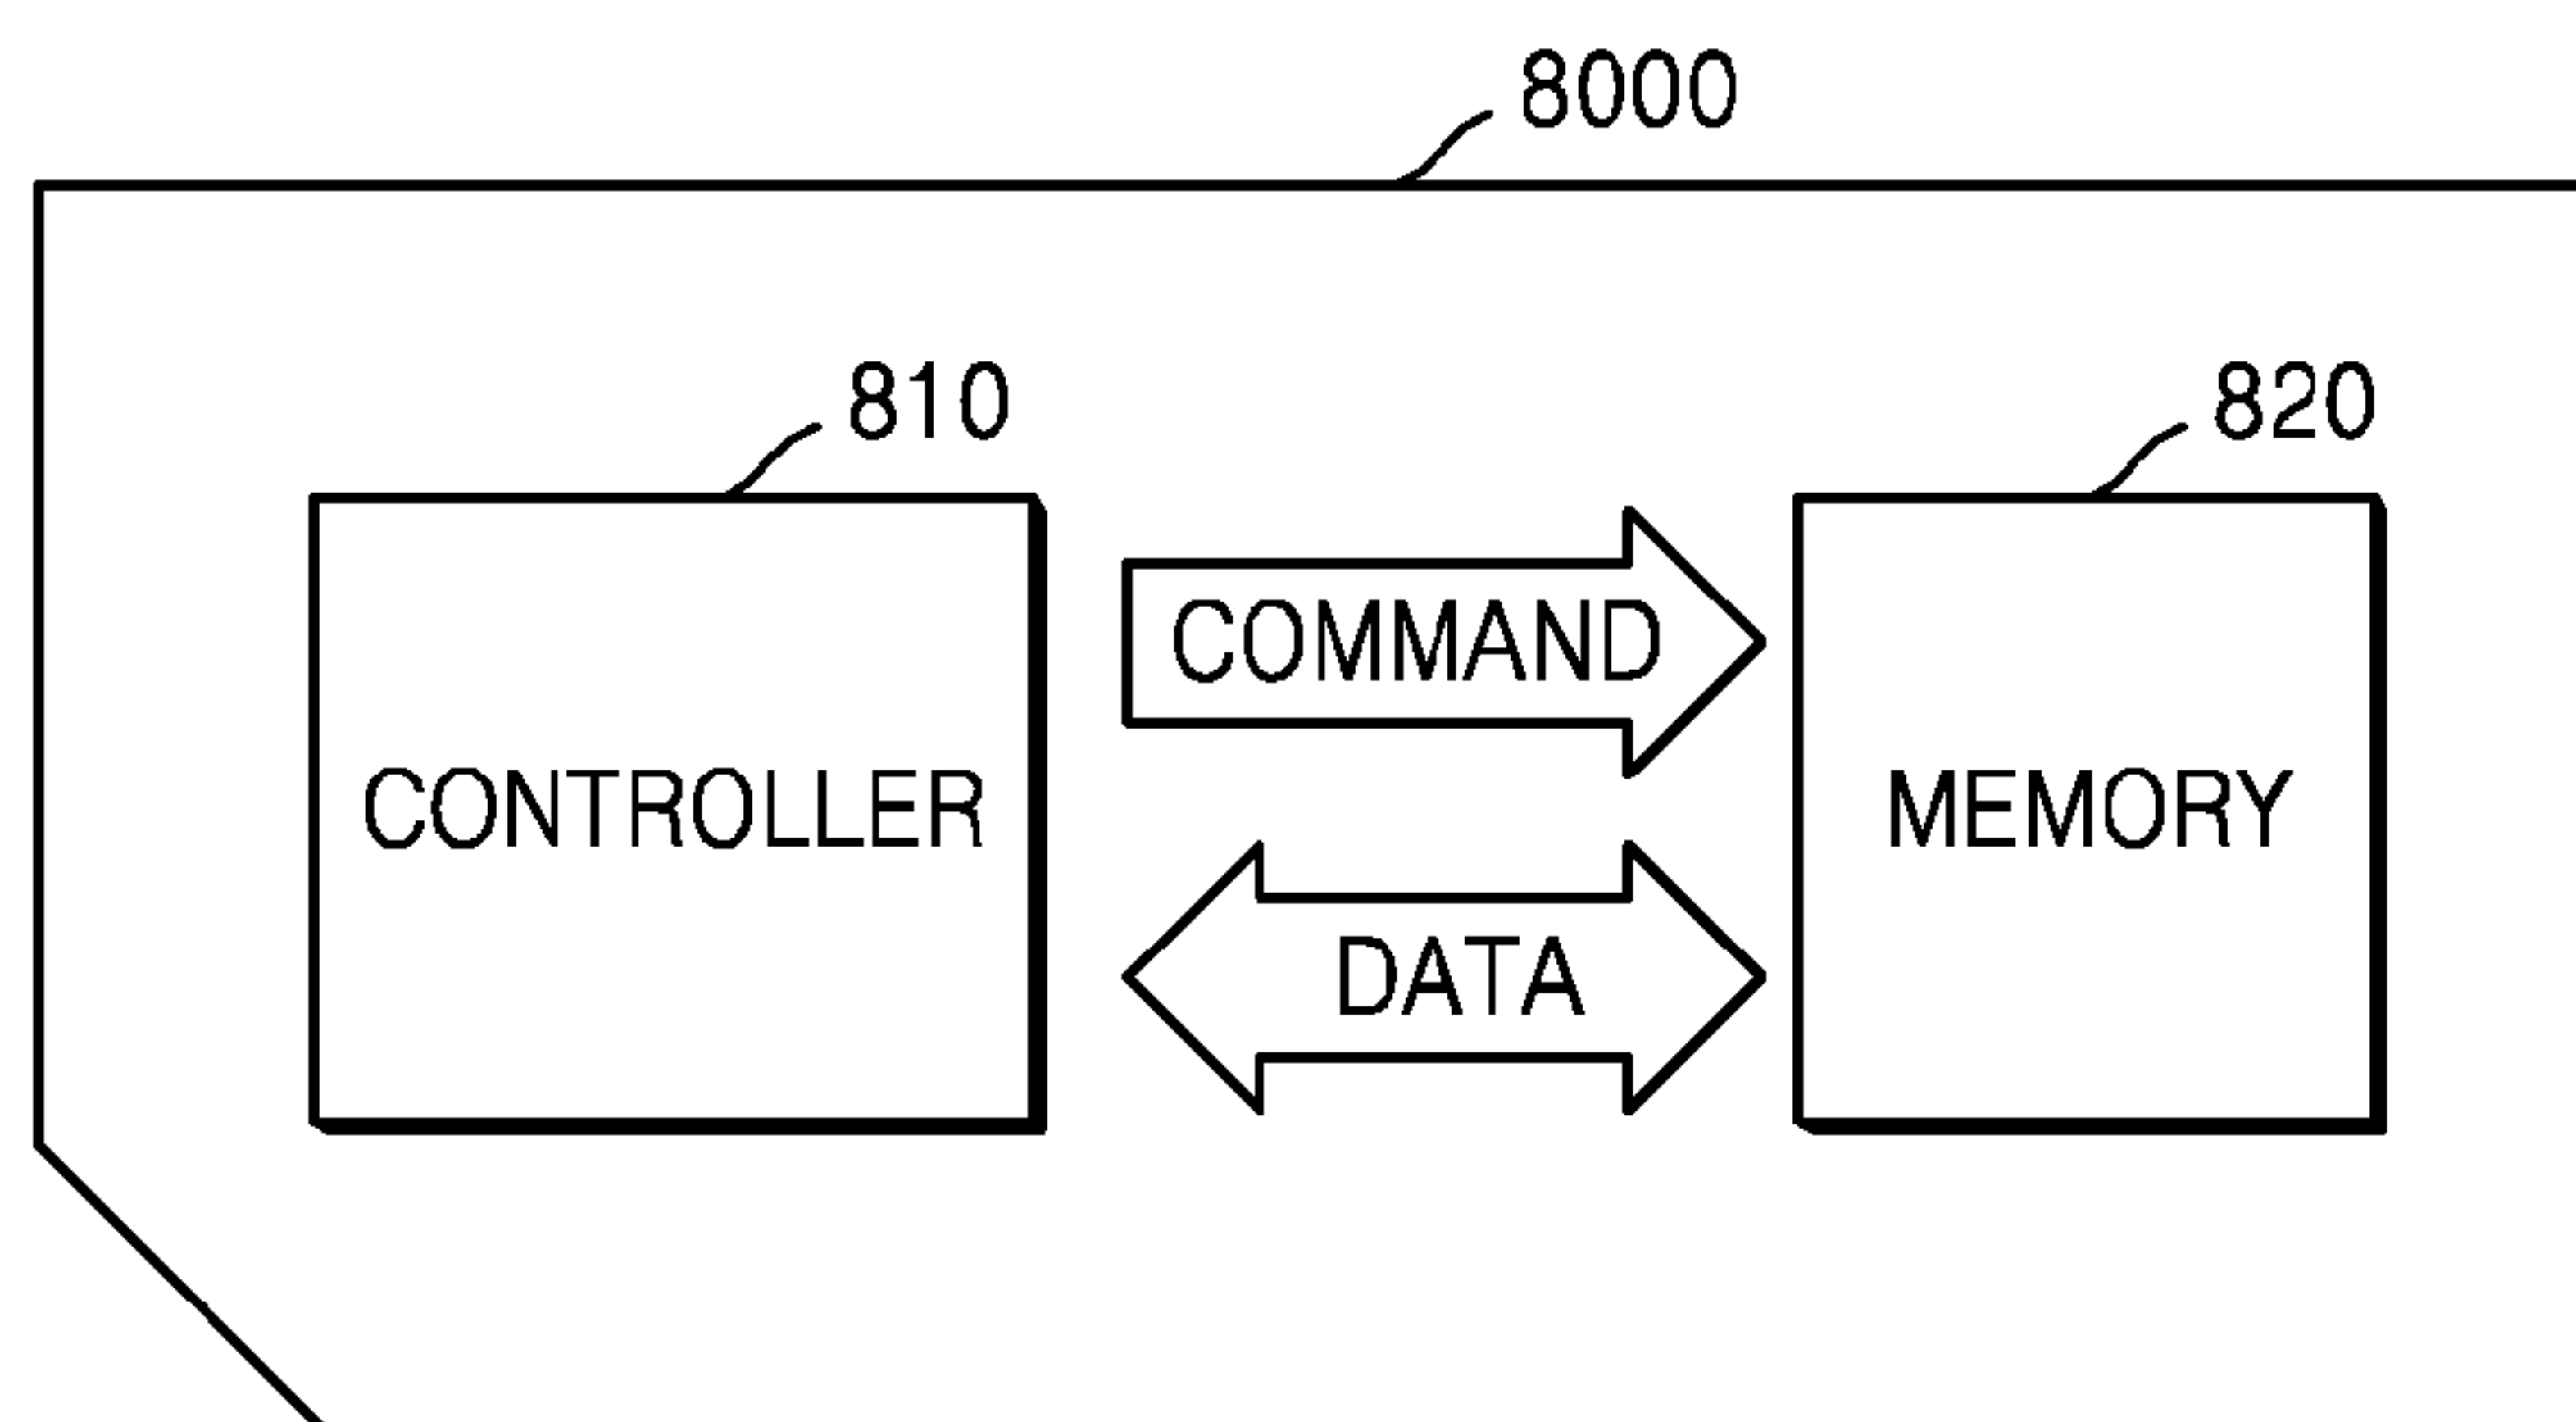 8000
810
820
COMMAND
CONTROLLER
MEMORY
DATA